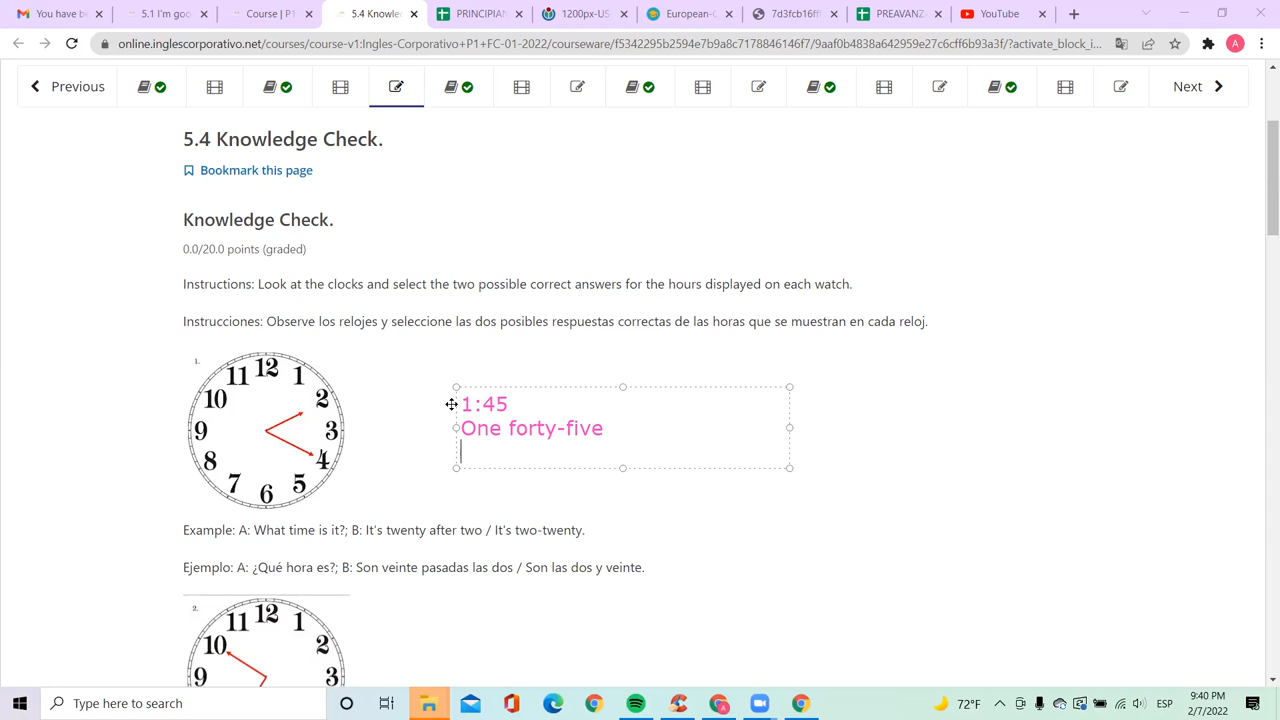 You have b
5.1 I'm goo
Course | P1
5.4 Knowle
PRINCIPIAN
1200px-US
European-C
7d3fcb16ff
PREAVANZ
YouTube
online.inglescorporativo.net/courses/course-v1:Ingles-Corporativo+P1+FC-01-2022/courseware/f5342295b2594e7b9a8c7178846146f7/9aaf0b4838a642959e27c6cff6b93a3f/?activate_block_i...
A
Previous
Next
5.4 Knowledge Check.
Bookmark this page
Knowledge Check.
0.0/20.0 points (graded)
Instructions: Look at the clocks and select the two possible correct answers for the hours displayed on each watch.
Instrucciones: Observe los relojes y seleccione las dos posibles respuestas correctas de las horas que se muestran en cada reloj.
1.
12
11 1
10 2
9 3
8 4
7 5
6
1:45
One forty-five
Example: A: What time is it?; B: It's twenty after two / It's two-twenty.
Ejemplo: A: ¿Qué hora es?; B: Son veinte pasadas las dos / Son las dos y veinte.
2.
12
11 1
10 2
9 3
Type here to search
72°F
ESP
9:40 PM
2/7/2022